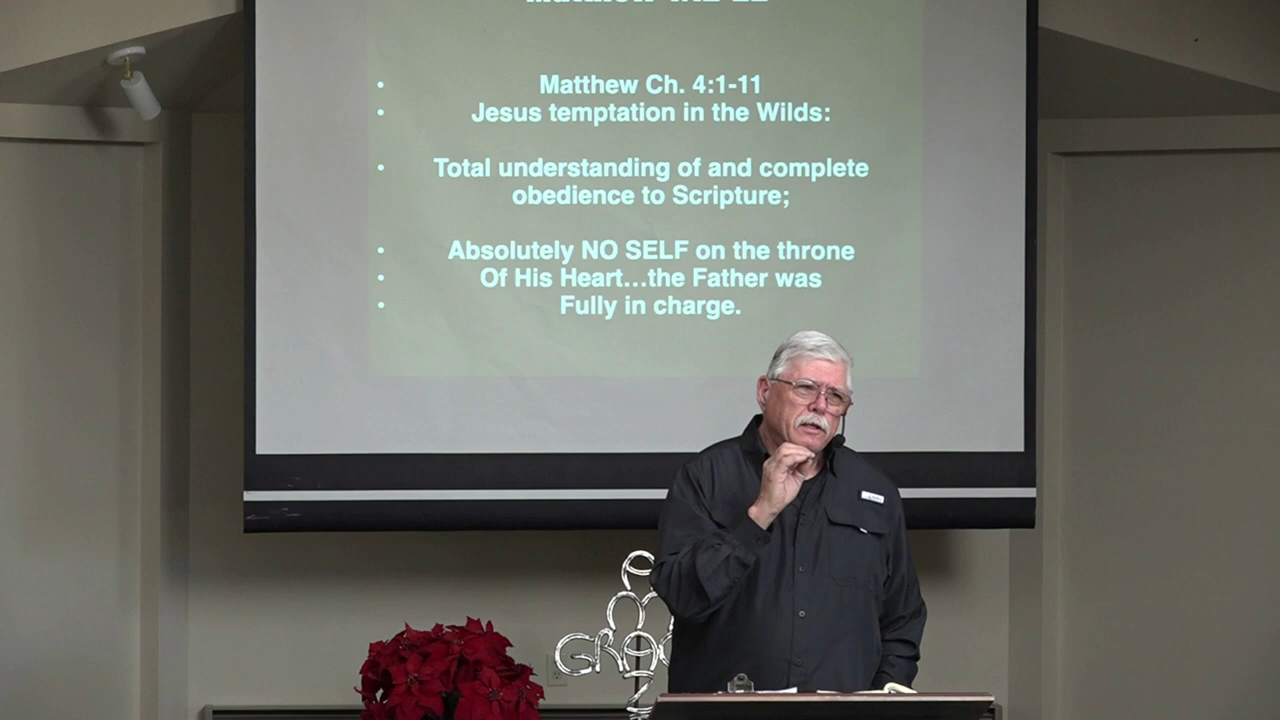 Matthew Ch. 4:1-11
Jesus temptation in the Wilds:
Total understanding of and complete
obedience to Scripture;
Absolutely NO SELF on the throne
Of His Heart...the Father was
Fully in charge.